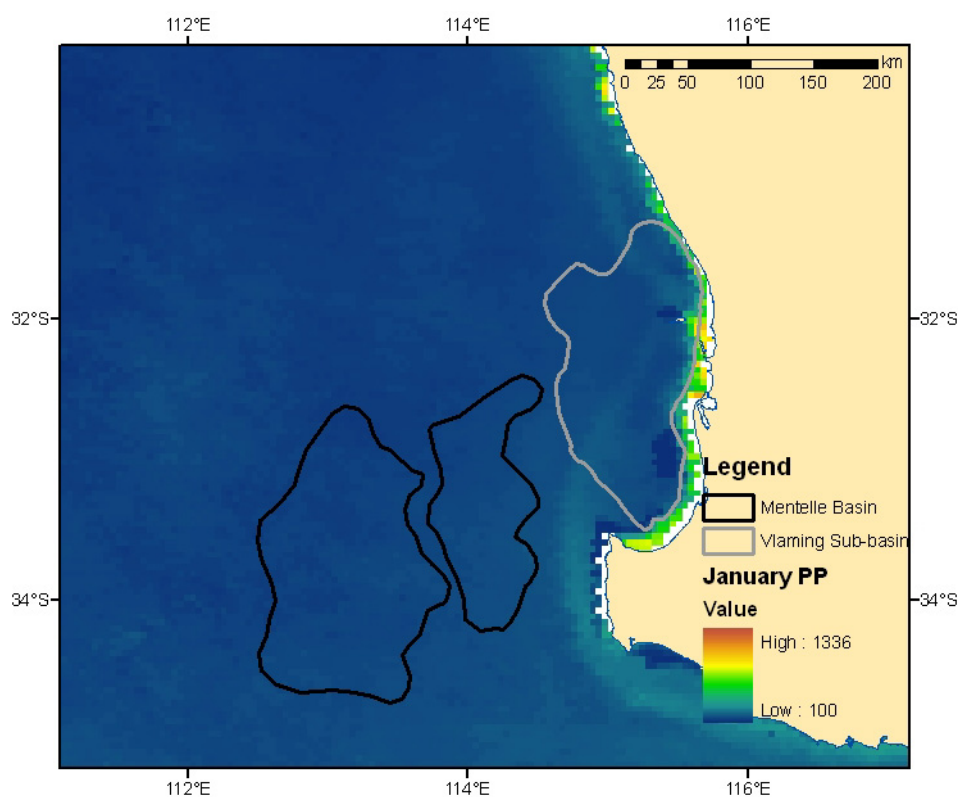 112°E 114°E 116°E
km
0 25 50 100 150 200
32°S 32°S
Legend
Mentelle Basin
Vlaming Sub-basin
January PP
34°S 34°S
Value
High : 1336
Low : 100
112°E 114°E 116°E